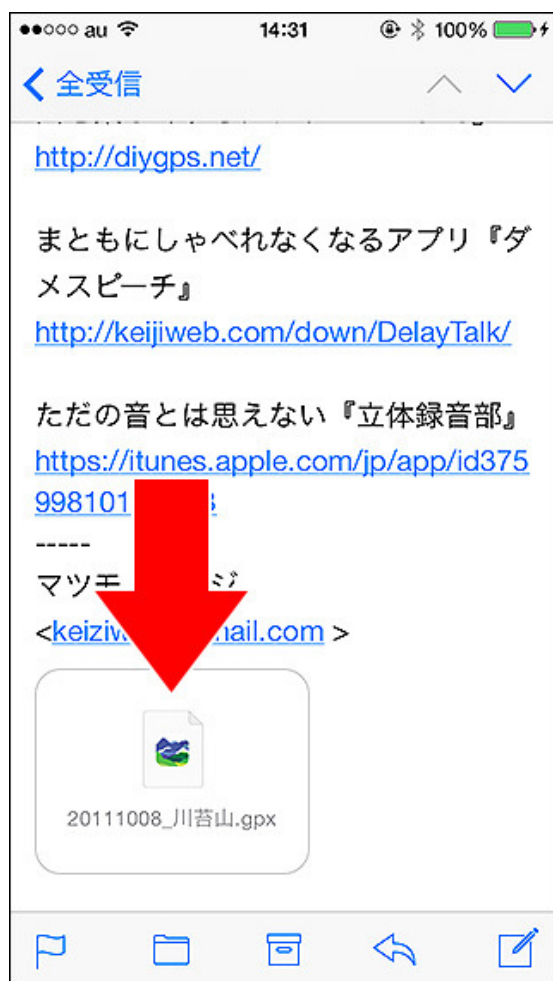 au 14:31 100%
全受信
http://diygps.net/
まともにしゃべれなくなるアプリ『ダ
メスピーチ』
http://keijiweb.com/down/DelayTalk/
ただの音とは思えない『立体録音部』
https://itunes.apple.com/jp/app/id375
998101
-----
マツモ
<keiziw ail.com >
20111008_川苔山.gpx